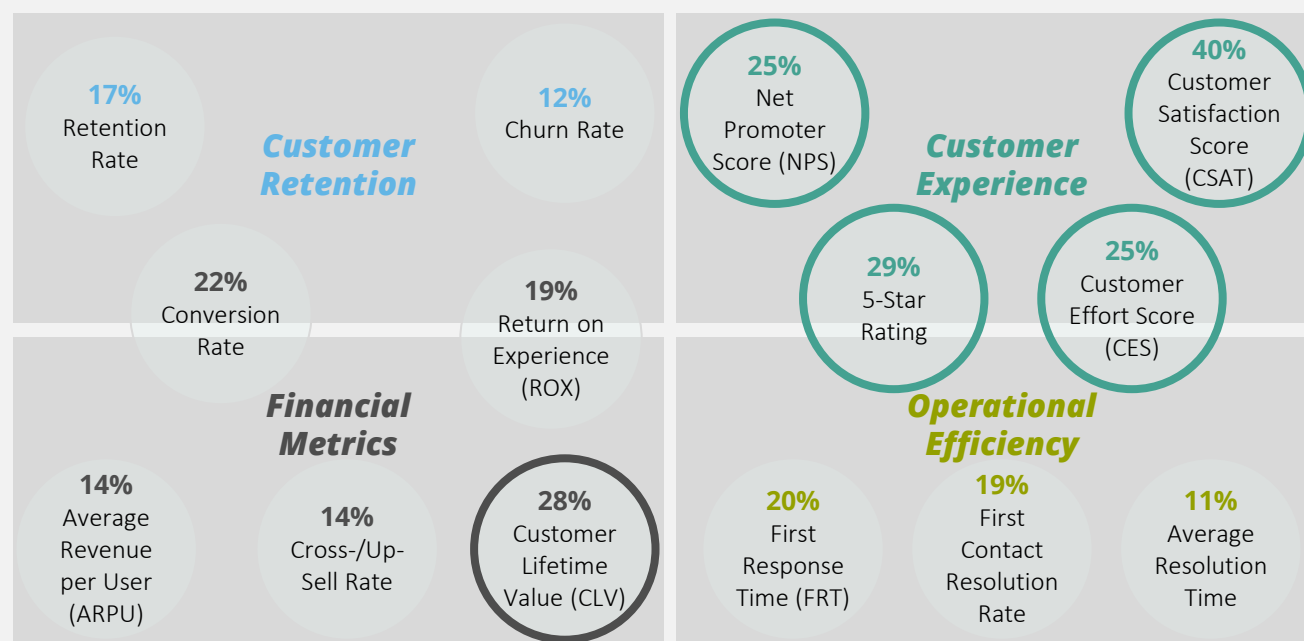 17%
Retention
Rate
Customer
Retention
12%
Churn Rate
25%
Net
Promoter
Score (NPS)
Customer
Experience
40%
Customer
Satisfaction
Score
(CSAT)
22%
Conversion
Rate
19%
Return on
Experience
(ROX)
29%
5-Star
Rating
25%
Customer
Effort Score
(CES)
Financial
Metrics
14%
Average
Revenue
per User
(ARPU)
14%
Cross-/Up-
Sell Rate
28%
Customer
Lifetime
Value (CLV)
Operational
Efficiency
20%
First
Response
Time (FRT)
19%
First
Contact
Resolution
Rate
11%
Average
Resolution
Time